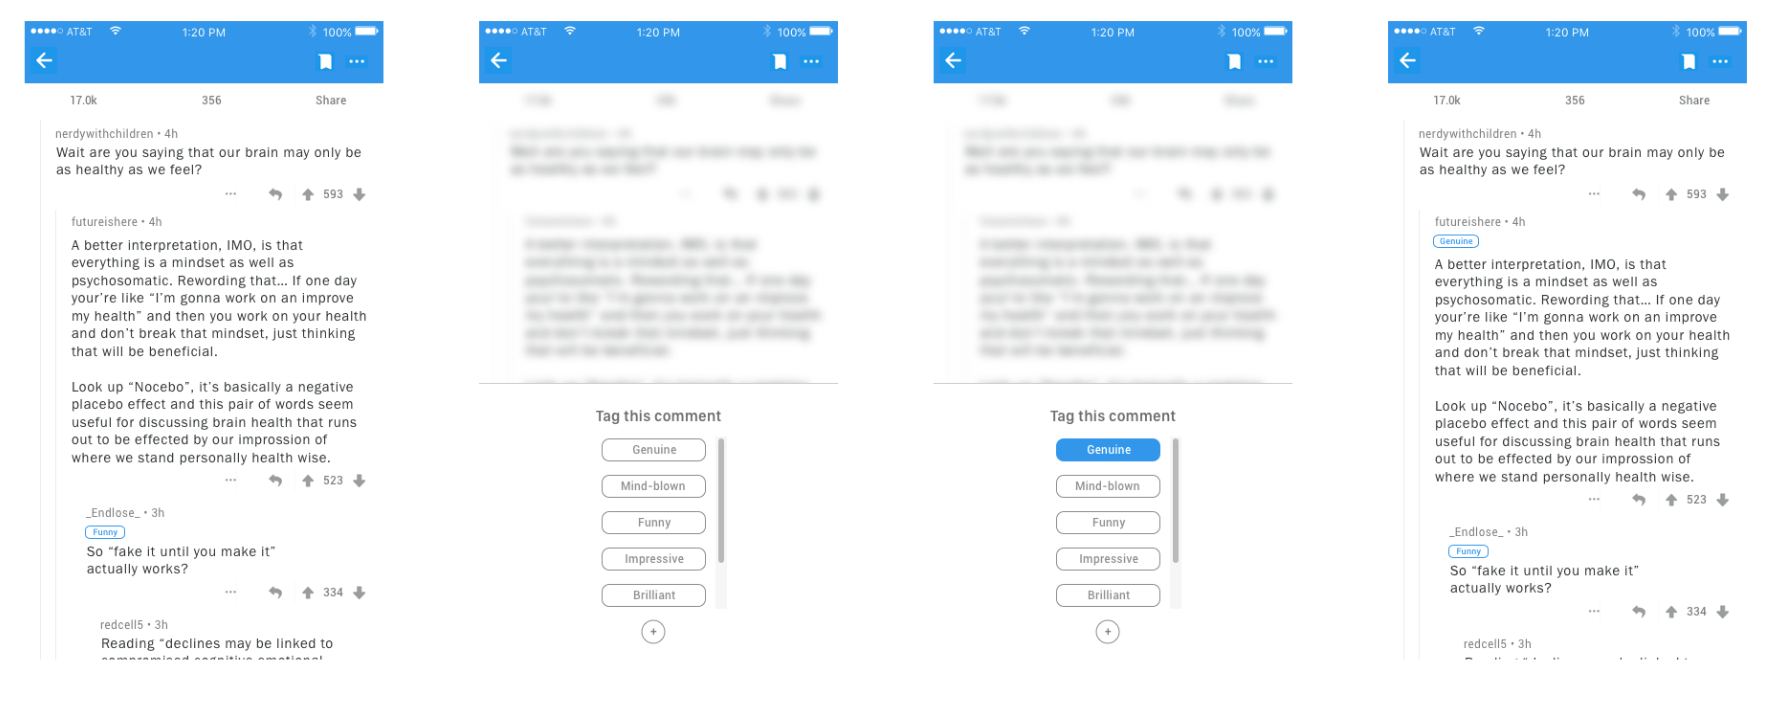 AT&T 1:20 PM 100%
17.0k 356 Share
nerdywithchildren • 4h
Wait are you saying that our brain may only be
as healthy as we feel?
··· 593
futureishere • 4h
A better interpretation, IMO, is that
everything is a mindset as well as
psychosomatic. Rewording that... If one day
your're like “I'm gonna work on an improve
my health” and then you work on your health
and don't break that mindset, just thinking
that will be beneficial.
Look up “Nocebo”, it's basically a negative
placebo effect and this pair of words seem
useful for discussing brain health that runs
out to be effected by our improssion of
where we stand personally health wise.
··· 523
_Endlose_ • 3h
Funny
So “fake it until you make it”
actually works?
··· 334
redcell5 • 3h
Reading “declines may be linked to
AT&T 1:20 PM 100%
Tag this comment
Genuine
Mind-blown
Funny
Impressive
Brilliant
+
AT&T 1:20 PM 100%
Tag this comment
Genuine
Mind-blown
Funny
Impressive
Brilliant
+
AT&T 1:20 PM 100%
17.0k 356 Share
nerdywithchildren • 4h
Wait are you saying that our brain may only be
as healthy as we feel?
··· 593
futureishere • 4h
Genuine
A better interpretation, IMO, is that
everything is a mindset as well as
psychosomatic. Rewording that... If one day
your're like “I'm gonna work on an improve
my health” and then you work on your health
and don't break that mindset, just thinking
that will be beneficial.
Look up “Nocebo”, it's basically a negative
placebo effect and this pair of words seem
useful for discussing brain health that runs
out to be effected by our improssion of
where we stand personally health wise.
··· 523
_Endlose_ • 3h
Funny
So “fake it until you make it”
actually works?
··· 334
redcell5 • 3h